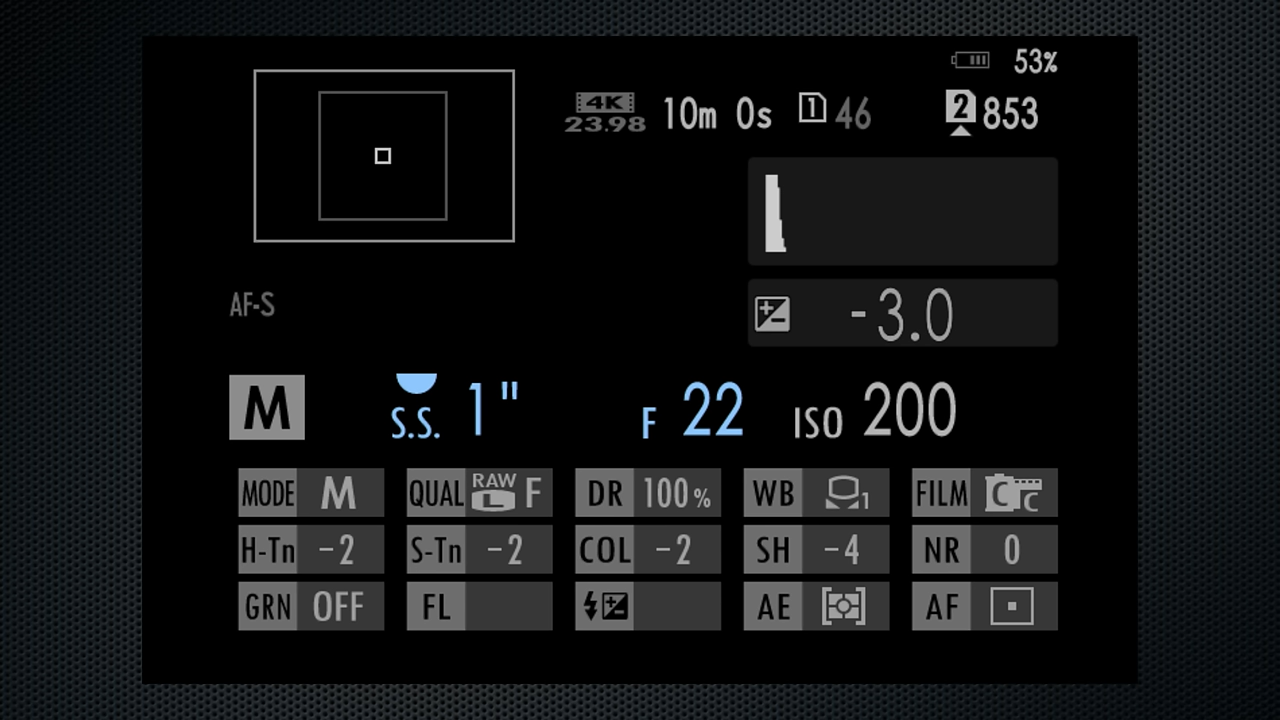 53%
4K
23.98 10m 0s 1 46 2 853
-3.0
AF-S
M S.S. 1" F 22 ISO 200
MODE M QUAL RAW L F DR 100% WB 1 FILM C C
H-Tn -2 S-Tn -2 COL -2 SH -4 NR 0
GRN OFF FL AE AF